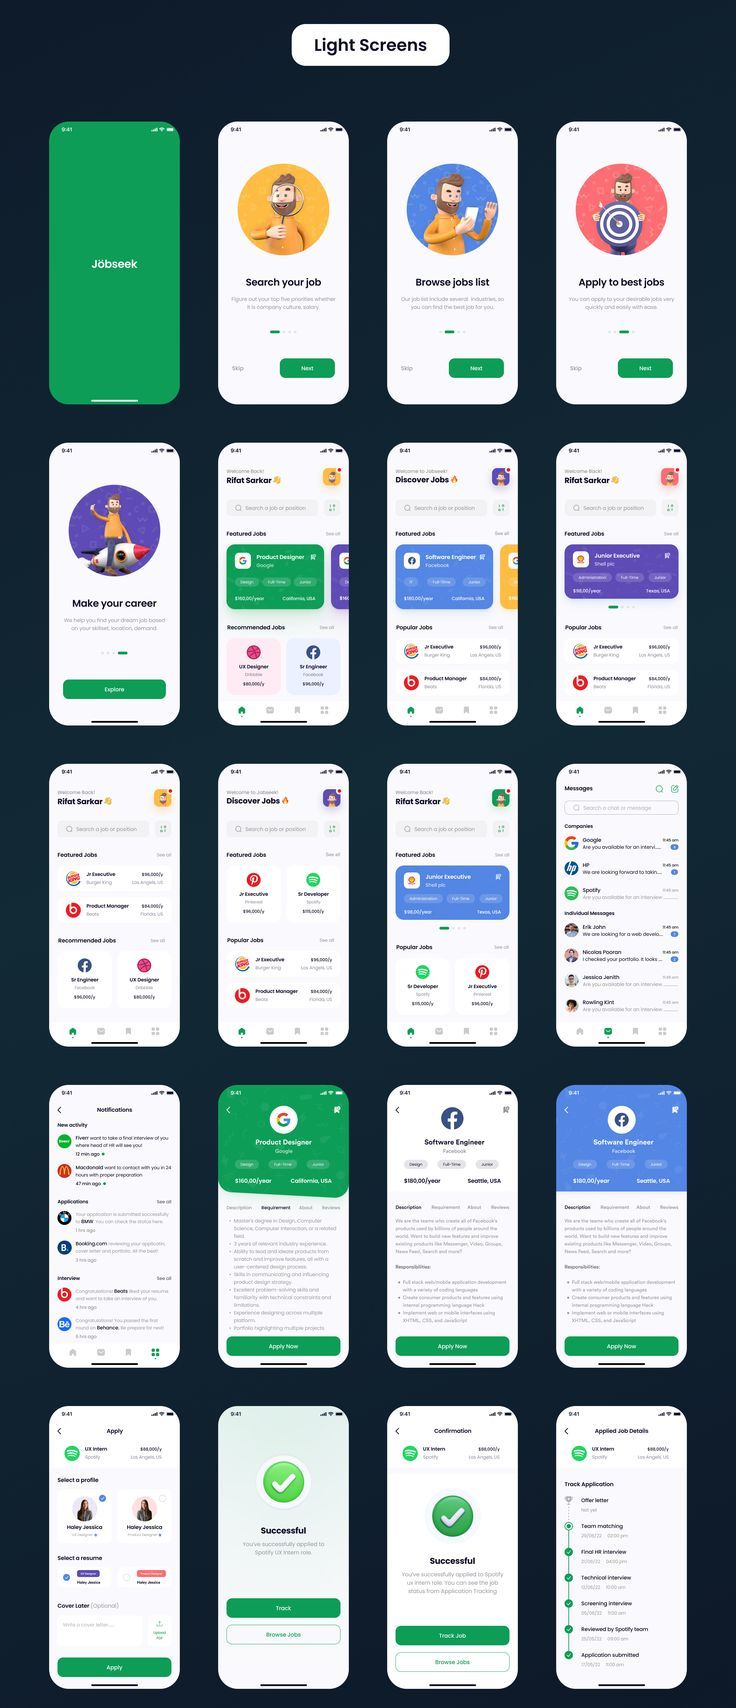 Light Screens
9:41
Jobseek
9:41
Search your job
Figure out your top five priorities whether
it is company culture, salary.
Skip
Next
9:41
Browse jobs list
Our job list include several industries, so
you can find the best job for you.
Skip
Next
9:41
Apply to best jobs
You can apply to your desirable jobs very
quickly and easily with ease.
Skip
Next
9:41
Make your career
We help you find your dream job based
on your skillset, location, demand.
Explore
9:41
Welcome Back!
Rifat Sarkar
Search a job or position
Featured Jobs See all
Product Designer
Google
Design Full-Time Junior
$160,00/year California, USA
Recommended Jobs See all
UX Designer
Dribbble
$80,000/y
Sr Engineer
Facebook
$96,000/y
9:41
Welcome to Jobseek!
Discover Jobs
Search a job or position
Featured Jobs See all
Software Engineer
Facebook
IT Full-Time Junior
$180,00/year California, USA
Popular Jobs See all
Jr Executive $96,000/y
Burger King Los Angels, US
Product Manager $84,000/y
Beats Florida, US
9:41
Welcome Back!
Rifat Sarkar
Search a job or position
Featured Jobs See all
Junior Executive
Shell plc
Administration Full-Time Junior
$98,00/year Texas, USA
Popular Jobs See all
Jr Executive $96,000/y
Burger King Los Angels, US
Product Manager $84,000/y
Beats Florida, US
9:41
Welcome Back!
Rifat Sarkar
Search a job or position
Featured Jobs See all
Jr Executive $96,000/y
Burger King Los Angels, US
Product Manager $84,000/y
Beats Florida, US
Recommended Jobs See all
Sr Engineer
Facebook
$96,000/y
UX Designer
Dribbble
$80,000/y
9:41
Welcome to Jobseek!
Discover Jobs
Search a job or position
Featured Jobs See all
Jr Executive
Pinterest
$96,000/y
Sr Developer
Spotify
$115,000/y
Popular Jobs See all
Jr Executive $96,000/y
Burger King Los Angels, US
Product Manager $84,000/y
Beats Florida, US
9:41
Welcome Back!
Rifat Sarkar
Search a job or position
Featured Jobs See all
Junior Executive
Shell plc
Administration Full-Time Junior
$98,00/year Texas, USA
Popular Jobs See all
Sr Developer
Spotify
$115,000/y
Jr Executive
Pinterest
$96,000/y
9:41
Messages
Search a chat or message
Companies
Google 11:45 am
Are you available for an intervi....
HP 11:45 am
We are looking forward to takin...
Spotify 11:45 am
Are you available for an interview
Individual Messages
Erik John 11:45 am
We are looking for a web develo...
Nicolas Pooran 11:45 am
I checked your portfolio. It looks ...
Jessica Jenith 11:45 am
Are you available for an interview
Rowling Kint 11:45 am
Are you available for an interview
9:41
Notifications
New activity
Fiverr want to take a final interview of you
where head of HR will see you!
12 min ago
Macdonald want to contact with you in 24
hours with proper preparation
47 min ago
Applications See all
Your application is submitted successfully
to BMW. You can check the status here.
1 hrs ago
Booking.com reviewing your applicatin,
cover letter and portfolio. All the best!
3 hrs ago
Interview See all
Congratulations! Beats liked your resume
and want to take an interview of you.
4 hrs ago
Congratulations! You passed the first
round on Behance. Be prepare for next!
6 hrs ago
9:41
Product Designer
Google
Design Full-Time Junior
$160,00/year California, USA
Description Requirement About Reviews
Master's degree in Design, Computer
Science, Computer Interaction, or a related
field.
3 years of relevant industry experience.
Ability to lead and ideate products from
scratch and improve features, all with a
user-centered design process.
Skills in communicating and influencing
product design strategy.
Excellent problem-solving skills and
familiarity with technical constraints and
limitations.
Experience designing across multiple
platform.
Portfolio highlighting multiple projects
Apply Now
9:41
Software Engineer
Facebook
Design Full-Time Junior
$180,00/year Seattle, USA
Description Requirement About Reviews
We are the teams who create all of Facebook's
products used by billions of people around the
world. Want to build new features and improve
existing products like Messenger, Video, Groups,
News Feed, Search and more?
Responsibilities:
Full stack web/mobile application development
with a variety of coding languages
Create consumer products and features using
internal programming language Hack
Implement web or mobile interfaces using
XHTML, CSS, and JavaScript
Apply Now
9:41
Software Engineer
Facebook
Design Full-Time Junior
$180,00/year Seattle, USA
Description Requirement About Reviews
We are the teams who create all of Facebook's
products used by billions of people around the
world. Want to build new features and improve
existing products like Messenger, Video, Groups,
News Feed, Search and more?
Responsibilities:
Full stack web/mobile application development
with a variety of coding languages
Create consumer products and features using
internal programming language Hack
Implement web or mobile interfaces using
XHTML, CSS, and JavaScript
Apply Now
9:41
Apply
UX Intern $88,000/y
Spotify Los Angels, US
Select a profile
Haley Jessica
UX Designer
Haley Jessica
Product Designer
Select a resume
UX Designer
Haley Jessica
Product Designer
Haley Jessica
Cover Later (Optional)
Write a cover letter.....
Upload
PDF
Apply
9:41
Successful
You've succesfully applied to
Spotify UX Intern role.
Track
Browse Jobs
9:41
Confirmation
UX Intern $88,000/y
Spotify Los Angels, US
Successful
You've succesfully applied to Spotify
ux intern role. You can see the job
status from Application Tracking
Track Job
Browse Jobs
9:41
Applied Job Details
UX Intern $88,000/y
Spotify Los Angels, US
Track Application
Offer letter
Not yet
Team matching
29/06/22 02:00 pm
Final HR interview
21/06/22 04:00 pm
Technical interview
12/06/22 10:00 am
Screening interview
05/06/22 11:00 am
Reviewed by Spotify team
25/05/22 09:00 am
Application submitted
17/05/22 11:00 am